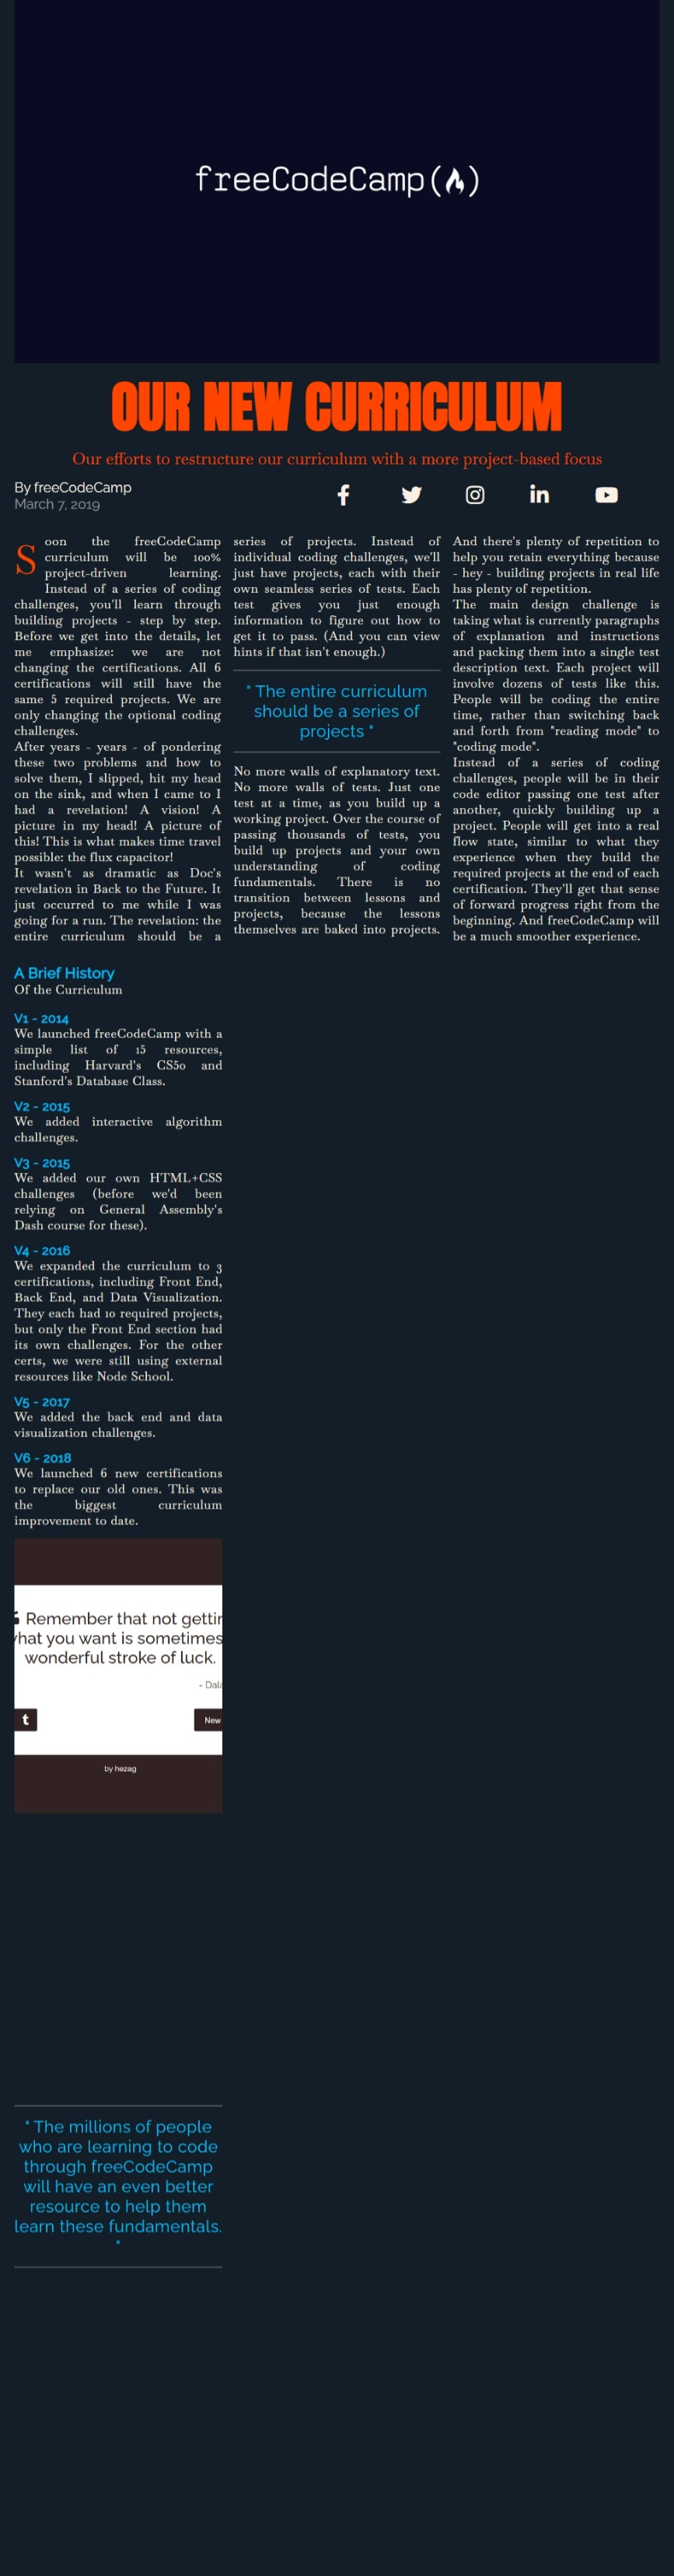 freeCodeCamp(🔥)
OUR NEW CURRICULUM
Our efforts to restructure our curriculum with a more project-based focus
By freeCodeCamp
March 7, 2019
Soon the freeCodeCamp
curriculum will be 100%
project-driven learning.
Instead of a series of coding
challenges, you'll learn through
building projects - step by step.
Before we get into the details, let
me emphasize: we are not
changing the certifications. All 6
certifications will still have the
same 5 required projects. We are
only changing the optional coding
challenges.
After years - years - of pondering
these two problems and how to
solve them, I slipped, hit my head
on the sink, and when I came to I
had a revelation! A vision! A
picture in my head! A picture of
this! This is what makes time travel
possible: the flux capacitor!
It wasn't as dramatic as Doc's
revelation in Back to the Future. It
just occurred to me while I was
going for a run. The revelation: the
entire curriculum should be a
series of projects. Instead of
individual coding challenges, we'll
just have projects, each with their
own seamless series of tests. Each
test gives you just enough
information to figure out how to
get it to pass. (And you can view
hints if that isn't enough.)
" The entire curriculum
should be a series of
projects "
No more walls of explanatory text.
No more walls of tests. Just one
test at a time, as you build up a
working project. Over the course of
passing thousands of tests, you
build up projects and your own
understanding of coding
fundamentals. There is no
transition between lessons and
projects, because the lessons
themselves are baked into projects.
And there's plenty of repetition to
help you retain everything because
- hey - building projects in real life
has plenty of repetition.
The main design challenge is
taking what is currently paragraphs
of explanation and instructions
and packing them into a single test
description text. Each project will
involve dozens of tests like this.
People will be coding the entire
time, rather than switching back
and forth from "reading mode" to
"coding mode".
Instead of a series of coding
challenges, people will be in their
code editor passing one test after
another, quickly building up a
project. People will get into a real
flow state, similar to what they
experience when they build the
required projects at the end of each
certification. They'll get that sense
of forward progress right from the
beginning. And freeCodeCamp will
be a much smoother experience.
A Brief History
Of the Curriculum
V1 - 2014
We launched freeCodeCamp with a
simple list of 15 resources,
including Harvard's CS50 and
Stanford's Database Class.
V2 - 2015
We added interactive algorithm
challenges.
V3 - 2015
We added our own HTML+CSS
challenges (before we'd been
relying on General Assembly's
Dash course for these).
V4 - 2016
We expanded the curriculum to 3
certifications, including Front End,
Back End, and Data Visualization.
They each had 10 required projects,
but only the Front End section had
its own challenges. For the other
certs, we were still using external
resources like Node School.
V5 - 2017
We added the back end and data
visualization challenges.
V6 - 2018
We launched 6 new certifications
to replace our old ones. This was
the biggest curriculum
improvement to date.
Remember that not gettin
what you want is sometimes
wonderful stroke of luck.
- Dala
New
by hezag
" The millions of people
who are learning to code
through freeCodeCamp
will have an even better
resource to help them
learn these fundamentals.
"